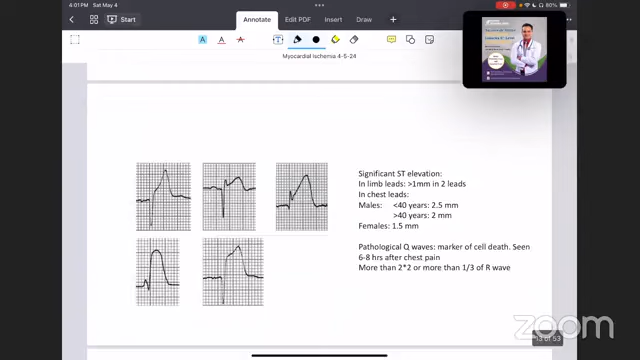 4:01 PM Sat May 4
80%
Start
Annotate
Edit PDF
Insert
Draw
Myocardial Ischemia 4-5-24
Significant ST elevation:
In limb leads: >1mm in 2 leads
In chest leads:
Males: <40 years: 2.5 mm
>40 years: 2 mm
Females: 1.5 mm
Pathological Q waves: marker of cell death. Seen
6-8 hrs after chest pain
More than 2*2 or more than 1/3 of R wave
of 53
zoom